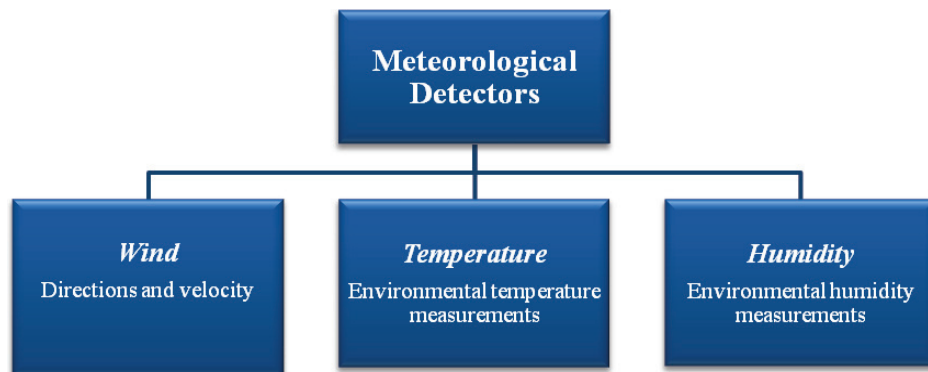 Meteorological
Detectors
Wind
Directions and velocity
Temperature
Environmental temperature
measurements
Humidity
Environmental humidity
measurements